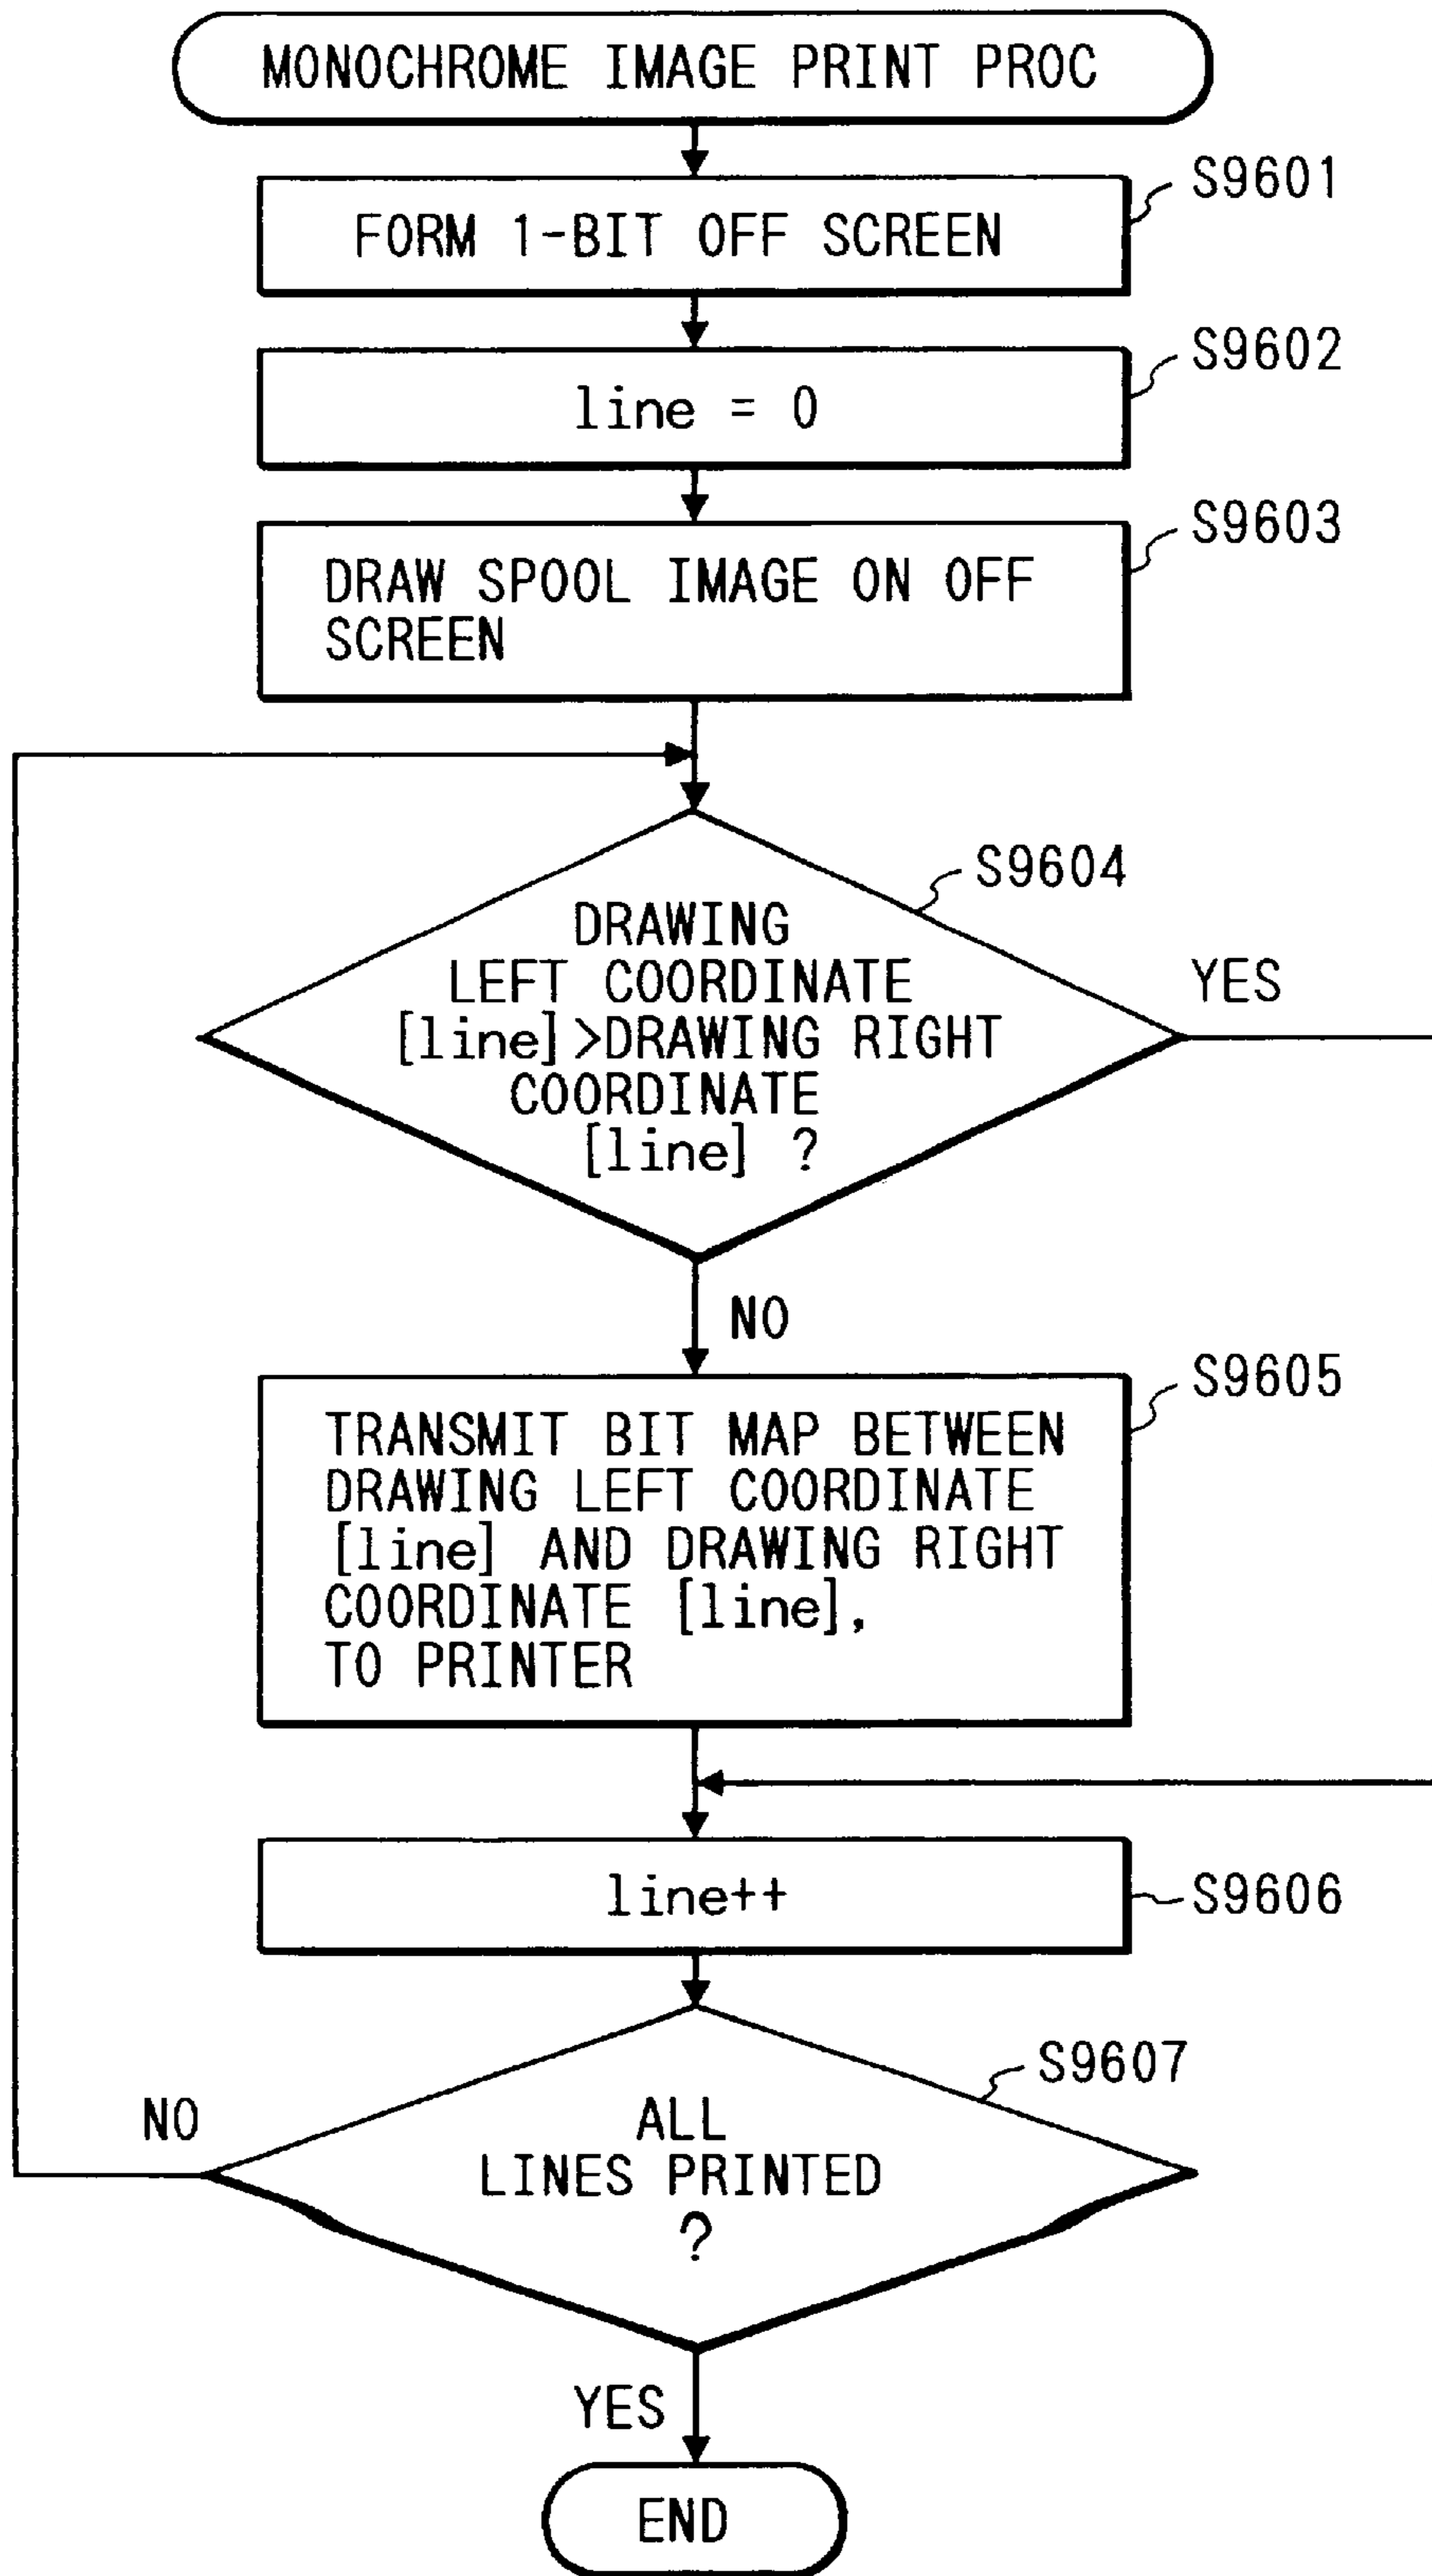 MONOCHROME IMAGE PRINT PROC
S9601
FORM 1-BIT OFF SCREEN
S9602
line = 0
S9603
DRAW SPOOL IMAGE ON OFF
SCREEN
S9604
DRAWING
LEFT COORDINATE
[line]>DRAWING RIGHT
COORDINATE
[line] ?
YES
NO
S9605
TRANSMIT BIT MAP BETWEEN
DRAWING LEFT COORDINATE
[line] AND DRAWING RIGHT
COORDINATE [line],
TO PRINTER
line++
S9606
S9607
NO
ALL
LINES PRINTED
?
YES
END